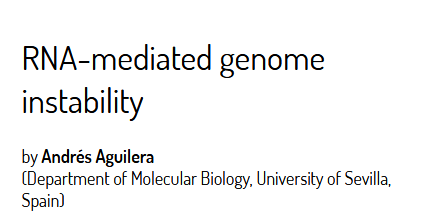 RNA-mediated genome
instability
by Andrés Aguilera
(Department of Molecular Biology, University of Sevilla,
Spain)